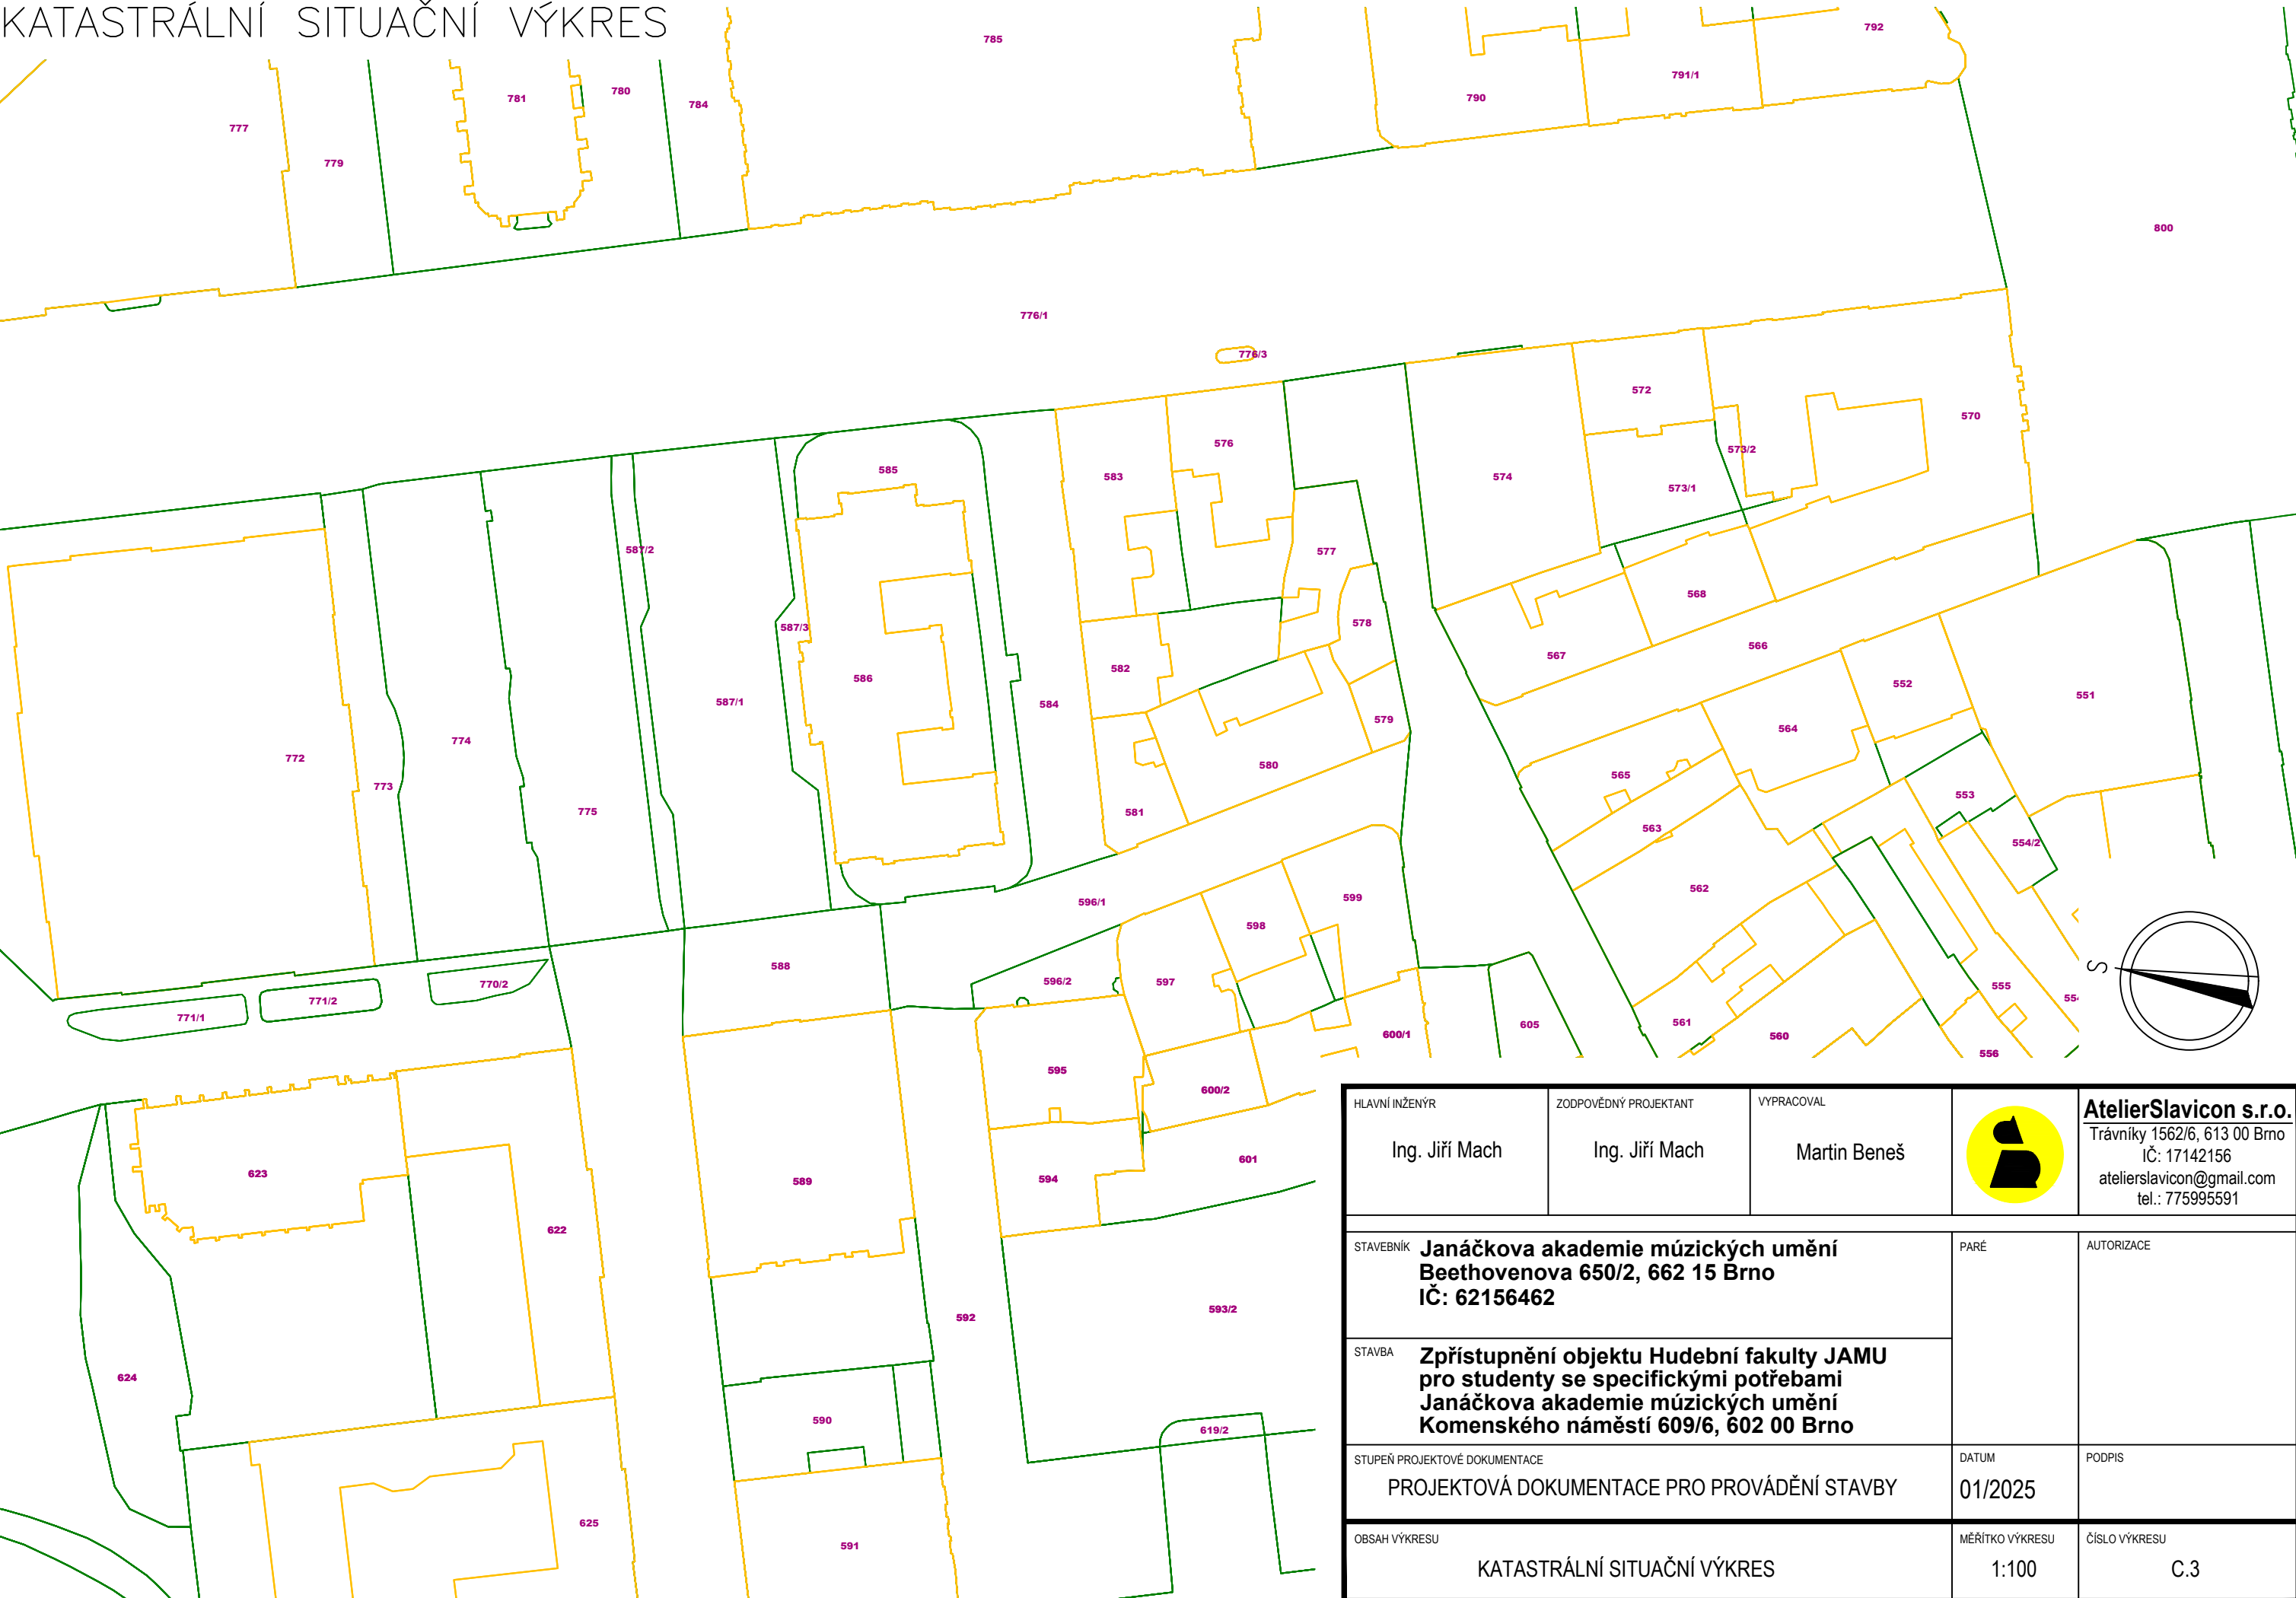 KATASTRÁLNÍ SITUAČNÍ VÝKRES
785
792
791/1
790
781
780
784
777
779
800
776/1
776/3
572
570
576
573/2
585
583
574
573/1
587/2
577
568
578
587/3
567
566
582
586
552
551
587/1
584
579
564
774
772
580
565
773
553
775
581
563
554/2
562
599
596/1
598
588
596/2
597
770/2
771/2
555
771/1
561
605
600/1
560
556
595
600/2
601
623
594
589
622
593/2
592
624
590
619/2
625
591
S
HLAVNÍ INŽENÝR
Ing. Jiří Mach
ZODPOVĚDNÝ PROJEKTANT
Ing. Jiří Mach
VYPRACOVAL
Martin Beneš
AtelierSlavicon s.r.o.
Trávníky 1562/6, 613 00 Brno
IČ: 17142156
atelierslavicon@gmail.com
tel.: 775995591
STAVEBNÍK
Janáčkova akademie múzických umění
Beethovenova 650/2, 662 15 Brno
IČ: 62156462
PARÉ
AUTORIZACE
STAVBA
Zpřístupnění objektu Hudební fakulty JAMU
pro studenty se specifickými potřebami
Janáčkova akademie múzických umění
Komenského náměstí 609/6, 602 00 Brno
STUPEŇ PROJEKTOVÉ DOKUMENTACE
PROJEKTOVÁ DOKUMENTACE PRO PROVÁDĚNÍ STAVBY
DATUM
01/2025
PODPIS
OBSAH VÝKRESU
KATASTRÁLNÍ SITUAČNÍ VÝKRES
MĚŘÍTKO VÝKRESU
1:100
ČÍSLO VÝKRESU
C.3